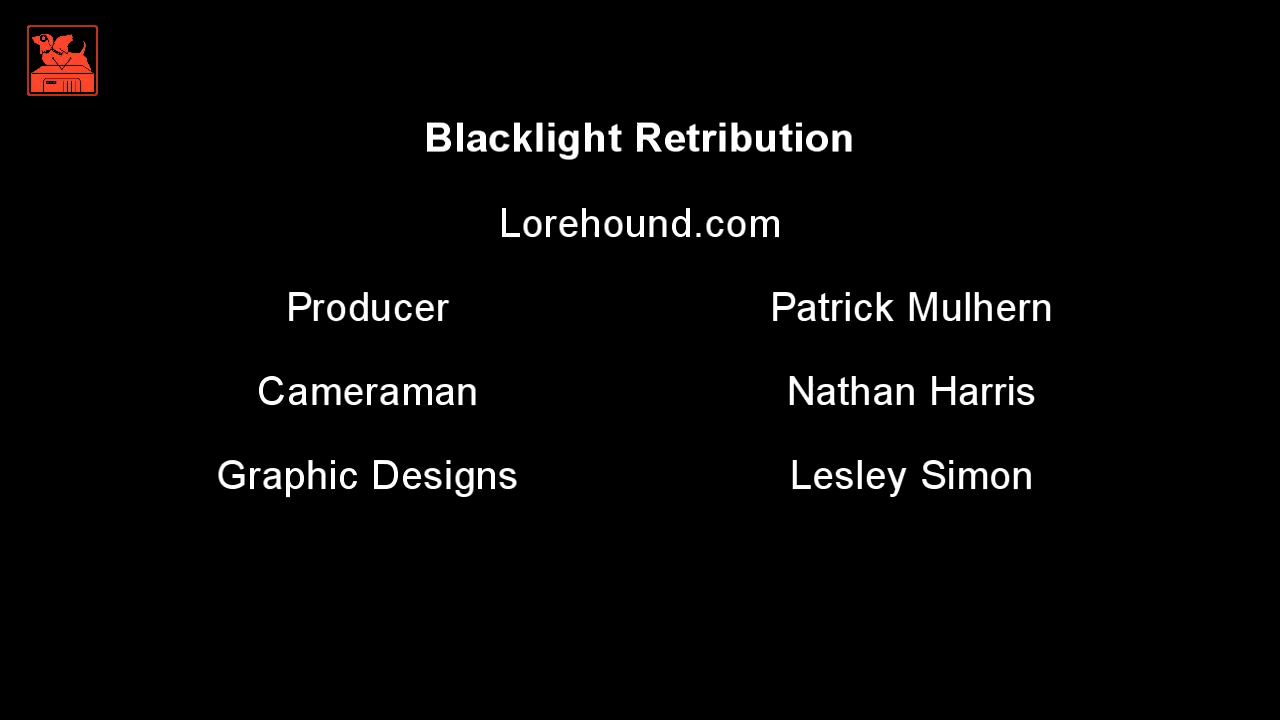 Blacklight Retribution
Lorehound.com
Producer Patrick Mulhern
Cameraman Nathan Harris
Graphic Designs Lesley Simon